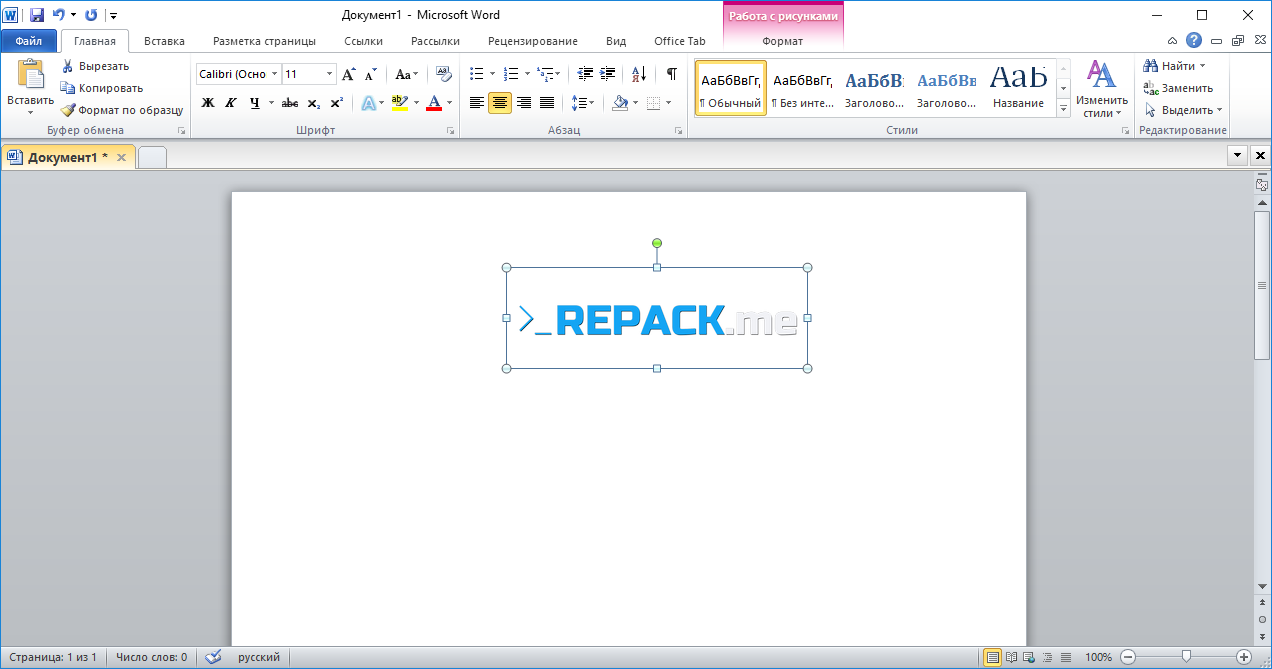 Документ1 - Microsoft Word
Работа с рисунками
Файл Главная Вставка Разметка страницы Ссылки Рассылки Рецензирование Вид Office Tab Формат
Вставить
Вырезать
Копировать
Формат по образцу
Буфер обмена
Calibri (Осно 11
Aa
Ж К Ч abc x₂ x²
Шрифт
Абзац
АаБбВвГг, АаБбВвГг, АаБбВ АаБбВв АаБ
¶ Обычный ¶ Без инте... Заголово... Заголово... Название
Изменить
стили
Стили
Найти
Заменить
Выделить
Редактирование
Документ1 *
>_REPACK.me
Страница: 1 из 1 Число слов: 0 русский 100%